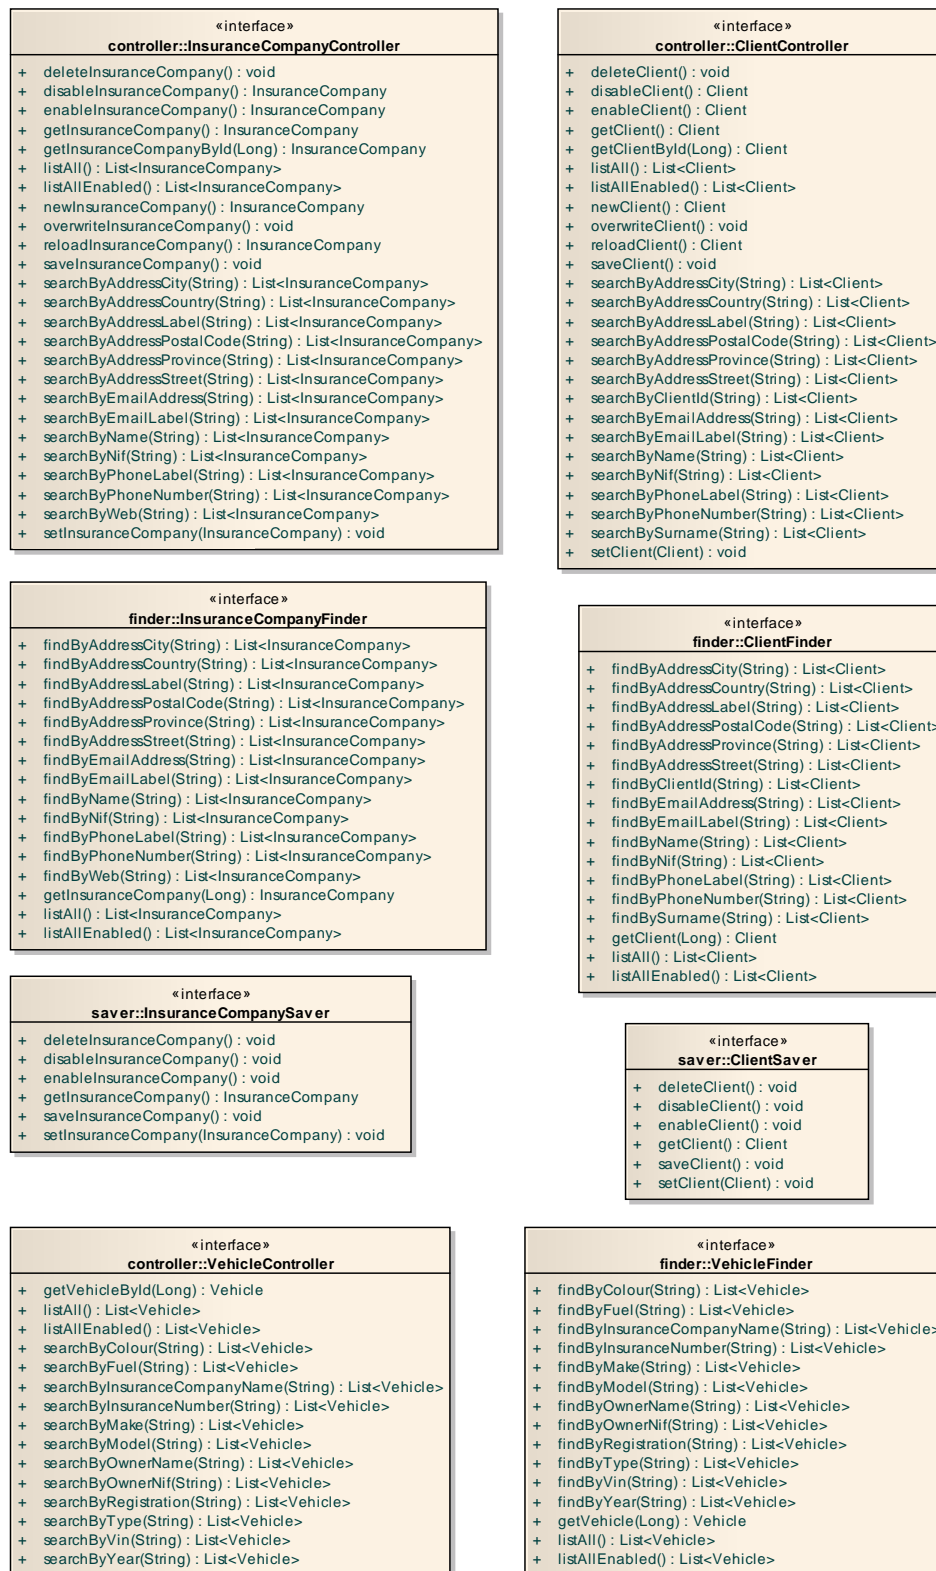 «interface»
controller::InsuranceCompanyController
+ deleteInsuranceCompany() : void
+ disableInsuranceCompany() : InsuranceCompany
+ enableInsuranceCompany() : InsuranceCompany
+ getInsuranceCompany() : InsuranceCompany
+ getInsuranceCompanyById(Long) : InsuranceCompany
+ listAll() : List<InsuranceCompany>
+ listAllEnabled() : List<InsuranceCompany>
+ newInsuranceCompany() : InsuranceCompany
+ overwriteInsuranceCompany() : void
+ reloadInsuranceCompany() : InsuranceCompany
+ saveInsuranceCompany() : void
+ searchByAddressCity(String) : List<InsuranceCompany>
+ searchByAddressCountry(String) : List<InsuranceCompany>
+ searchByAddressLabel(String) : List<InsuranceCompany>
+ searchByAddressPostalCode(String) : List<InsuranceCompany>
+ searchByAddressProvince(String) : List<InsuranceCompany>
+ searchByAddressStreet(String) : List<InsuranceCompany>
+ searchByEmailAddress(String) : List<InsuranceCompany>
+ searchByEmailLabel(String) : List<InsuranceCompany>
+ searchByName(String) : List<InsuranceCompany>
+ searchByNif(String) : List<InsuranceCompany>
+ searchByPhoneLabel(String) : List<InsuranceCompany>
+ searchByPhoneNumber(String) : List<InsuranceCompany>
+ searchByWeb(String) : List<InsuranceCompany>
+ setInsuranceCompany(InsuranceCompany) : void
«interface»
controller::ClientController
+ deleteClient() : void
+ disableClient() : Client
+ enableClient() : Client
+ getClient() : Client
+ getClientById(Long) : Client
+ listAll() : List<Client>
+ listAllEnabled() : List<Client>
+ newClient() : Client
+ overwriteClient() : void
+ reloadClient() : Client
+ saveClient() : void
+ searchByAddressCity(String) : List<Client>
+ searchByAddressCountry(String) : List<Client>
+ searchByAddressLabel(String) : List<Client>
+ searchByAddressPostalCode(String) : List<Client>
+ searchByAddressProvince(String) : List<Client>
+ searchByAddressStreet(String) : List<Client>
+ searchByClientId(String) : List<Client>
+ searchByEmailAddress(String) : List<Client>
+ searchByEmailLabel(String) : List<Client>
+ searchByName(String) : List<Client>
+ searchByNif(String) : List<Client>
+ searchByPhoneLabel(String) : List<Client>
+ searchByPhoneNumber(String) : List<Client>
+ searchBySurname(String) : List<Client>
+ setClient(Client) : void
«interface»
finder::InsuranceCompanyFinder
+ findByAddressCity(String) : List<InsuranceCompany>
+ findByAddressCountry(String) : List<InsuranceCompany>
+ findByAddressLabel(String) : List<InsuranceCompany>
+ findByAddressPostalCode(String) : List<InsuranceCompany>
+ findByAddressProvince(String) : List<InsuranceCompany>
+ findByAddressStreet(String) : List<InsuranceCompany>
+ findByEmailAddress(String) : List<InsuranceCompany>
+ findByEmailLabel(String) : List<InsuranceCompany>
+ findByName(String) : List<InsuranceCompany>
+ findByNif(String) : List<InsuranceCompany>
+ findByPhoneLabel(String) : List<InsuranceCompany>
+ findByPhoneNumber(String) : List<InsuranceCompany>
+ findByWeb(String) : List<InsuranceCompany>
+ getInsuranceCompany(Long) : InsuranceCompany
+ listAll() : List<InsuranceCompany>
+ listAllEnabled() : List<InsuranceCompany>
«interface»
finder::ClientFinder
+ findByAddressCity(String) : List<Client>
+ findByAddressCountry(String) : List<Client>
+ findByAddressLabel(String) : List<Client>
+ findByAddressPostalCode(String) : List<Client>
+ findByAddressProvince(String) : List<Client>
+ findByAddressStreet(String) : List<Client>
+ findByClientId(String) : List<Client>
+ findByEmailAddress(String) : List<Client>
+ findByEmailLabel(String) : List<Client>
+ findByName(String) : List<Client>
+ findByNif(String) : List<Client>
+ findByPhoneLabel(String) : List<Client>
+ findByPhoneNumber(String) : List<Client>
+ findBySurname(String) : List<Client>
+ getClient(Long) : Client
+ listAll() : List<Client>
+ listAllEnabled() : List<Client>
«interface»
saver::InsuranceCompanySaver
+ deleteInsuranceCompany() : void
+ disableInsuranceCompany() : void
+ enableInsuranceCompany() : void
+ getInsuranceCompany() : InsuranceCompany
+ saveInsuranceCompany() : void
+ setInsuranceCompany(InsuranceCompany) : void
«interface»
saver::ClientSaver
+ deleteClient() : void
+ disableClient() : void
+ enableClient() : void
+ getClient() : Client
+ saveClient() : void
+ setClient(Client) : void
«interface»
controller::VehicleController
+ getVehicleById(Long) : Vehicle
+ listAll() : List<Vehicle>
+ listAllEnabled() : List<Vehicle>
+ searchByColour(String) : List<Vehicle>
+ searchByFuel(String) : List<Vehicle>
+ searchByInsuranceCompanyName(String) : List<Vehicle>
+ searchByInsuranceNumber(String) : List<Vehicle>
+ searchByMake(String) : List<Vehicle>
+ searchByModel(String) : List<Vehicle>
+ searchByOwnerName(String) : List<Vehicle>
+ searchByOwnerNif(String) : List<Vehicle>
+ searchByRegistration(String) : List<Vehicle>
+ searchByType(String) : List<Vehicle>
+ searchByVin(String) : List<Vehicle>
+ searchByYear(String) : List<Vehicle>
«interface»
finder::VehicleFinder
+ findByColour(String) : List<Vehicle>
+ findByFuel(String) : List<Vehicle>
+ findByInsuranceCompanyName(String) : List<Vehicle>
+ findByInsuranceNumber(String) : List<Vehicle>
+ findByMake(String) : List<Vehicle>
+ findByModel(String) : List<Vehicle>
+ findByOwnerName(String) : List<Vehicle>
+ findByOwnerNif(String) : List<Vehicle>
+ findByRegistration(String) : List<Vehicle>
+ findByType(String) : List<Vehicle>
+ findByVin(String) : List<Vehicle>
+ findByYear(String) : List<Vehicle>
+ getVehicle(Long) : Vehicle
+ listAll() : List<Vehicle>
+ listAllEnabled() : List<Vehicle>